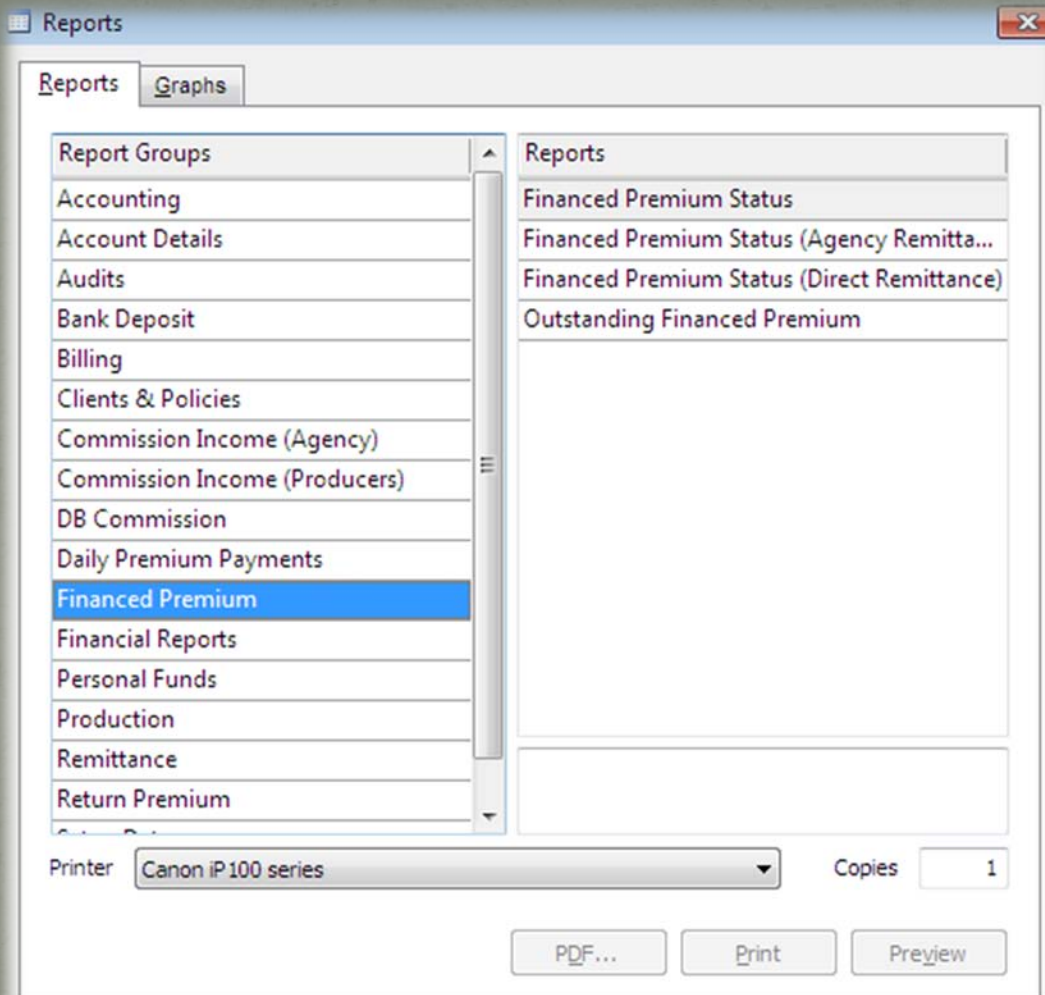 Reports
Reports
Graphs
Report Groups
Accounting
Account Details
Audits
Bank Deposit
Billing
Clients & Policies
Commission Income (Agency)
Commission Income (Producers)
DB Commission
Daily Premium Payments
Financed Premium
Financial Reports
Personal Funds
Production
Remittance
Return Premium
Reports
Financed Premium Status
Financed Premium Status (Agency Remitta...
Financed Premium Status (Direct Remittance)
Outstanding Financed Premium
Printer Canon iP100 series Copies 1
PDF... Print Preview